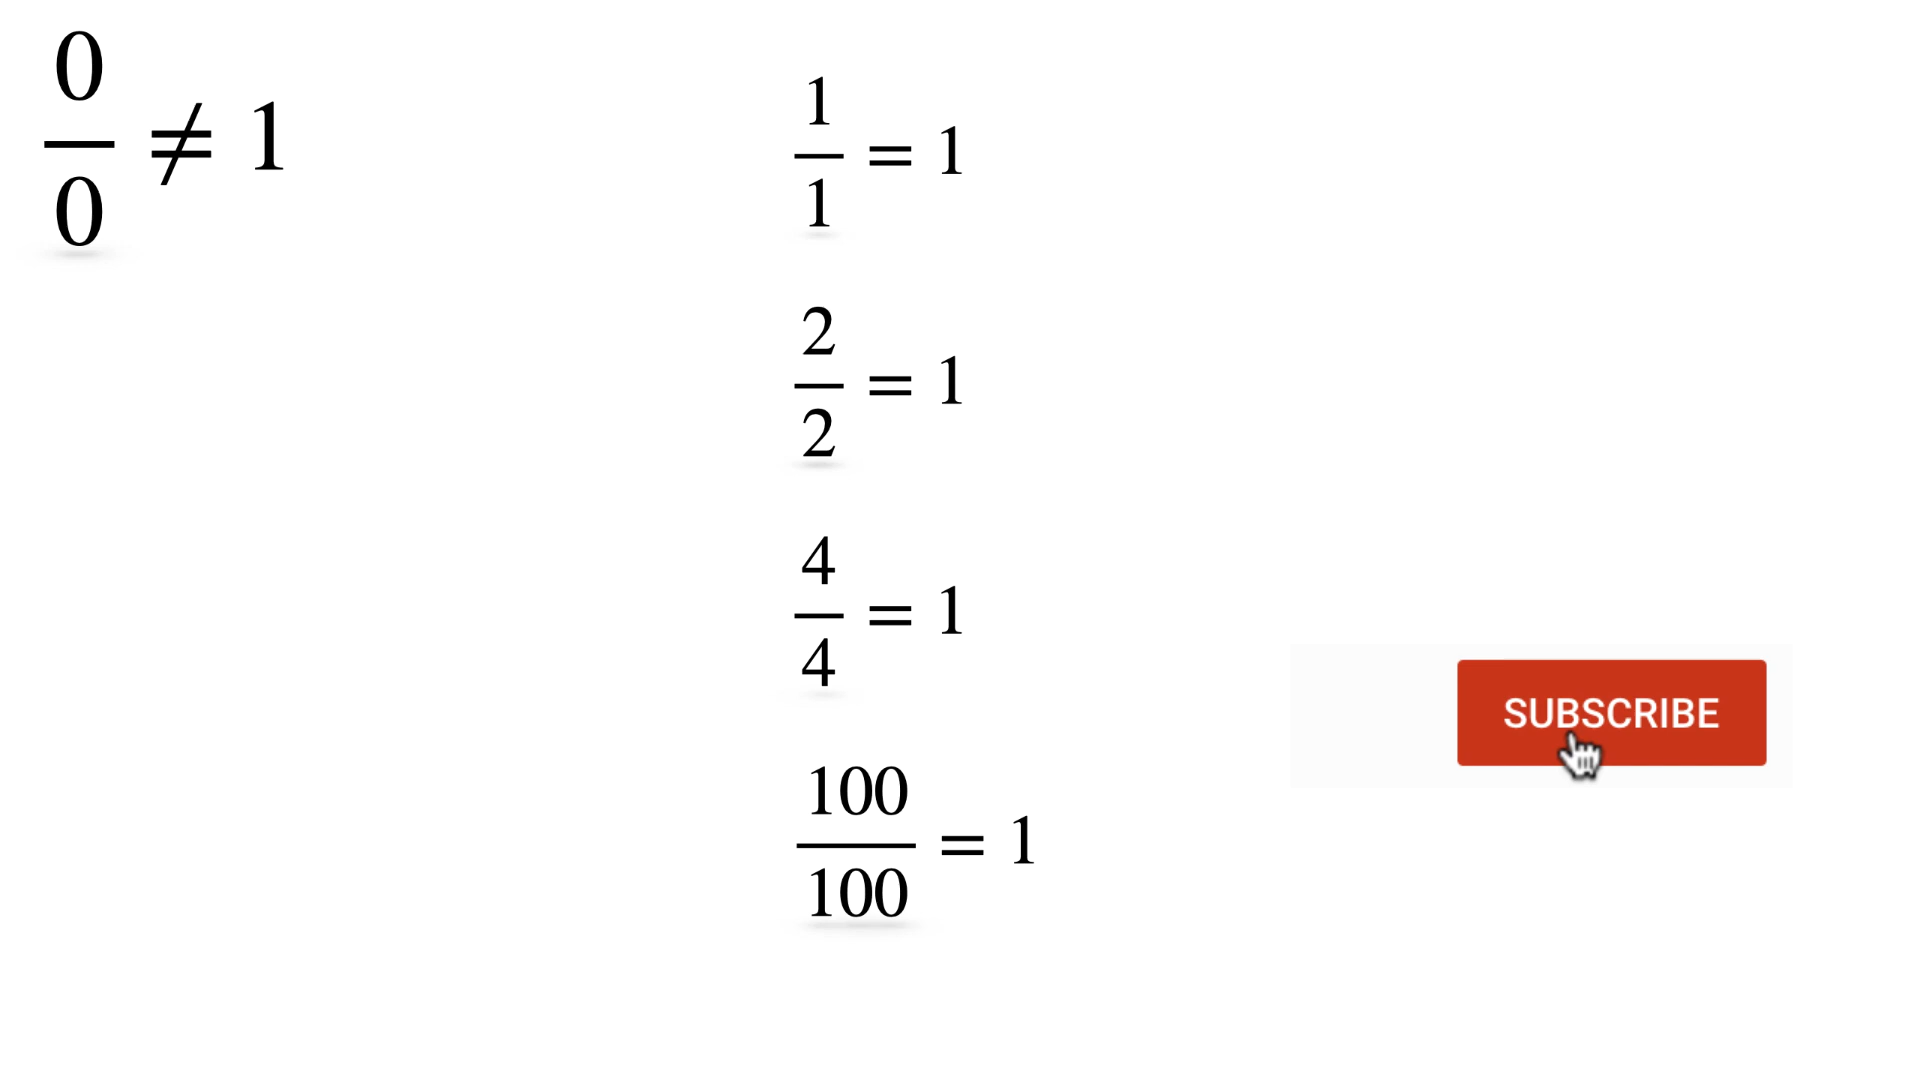 0/0 ≠ 1
1/1 = 1
2/2 = 1
4/4 = 1
100/100 = 1
SUBSCRIBE